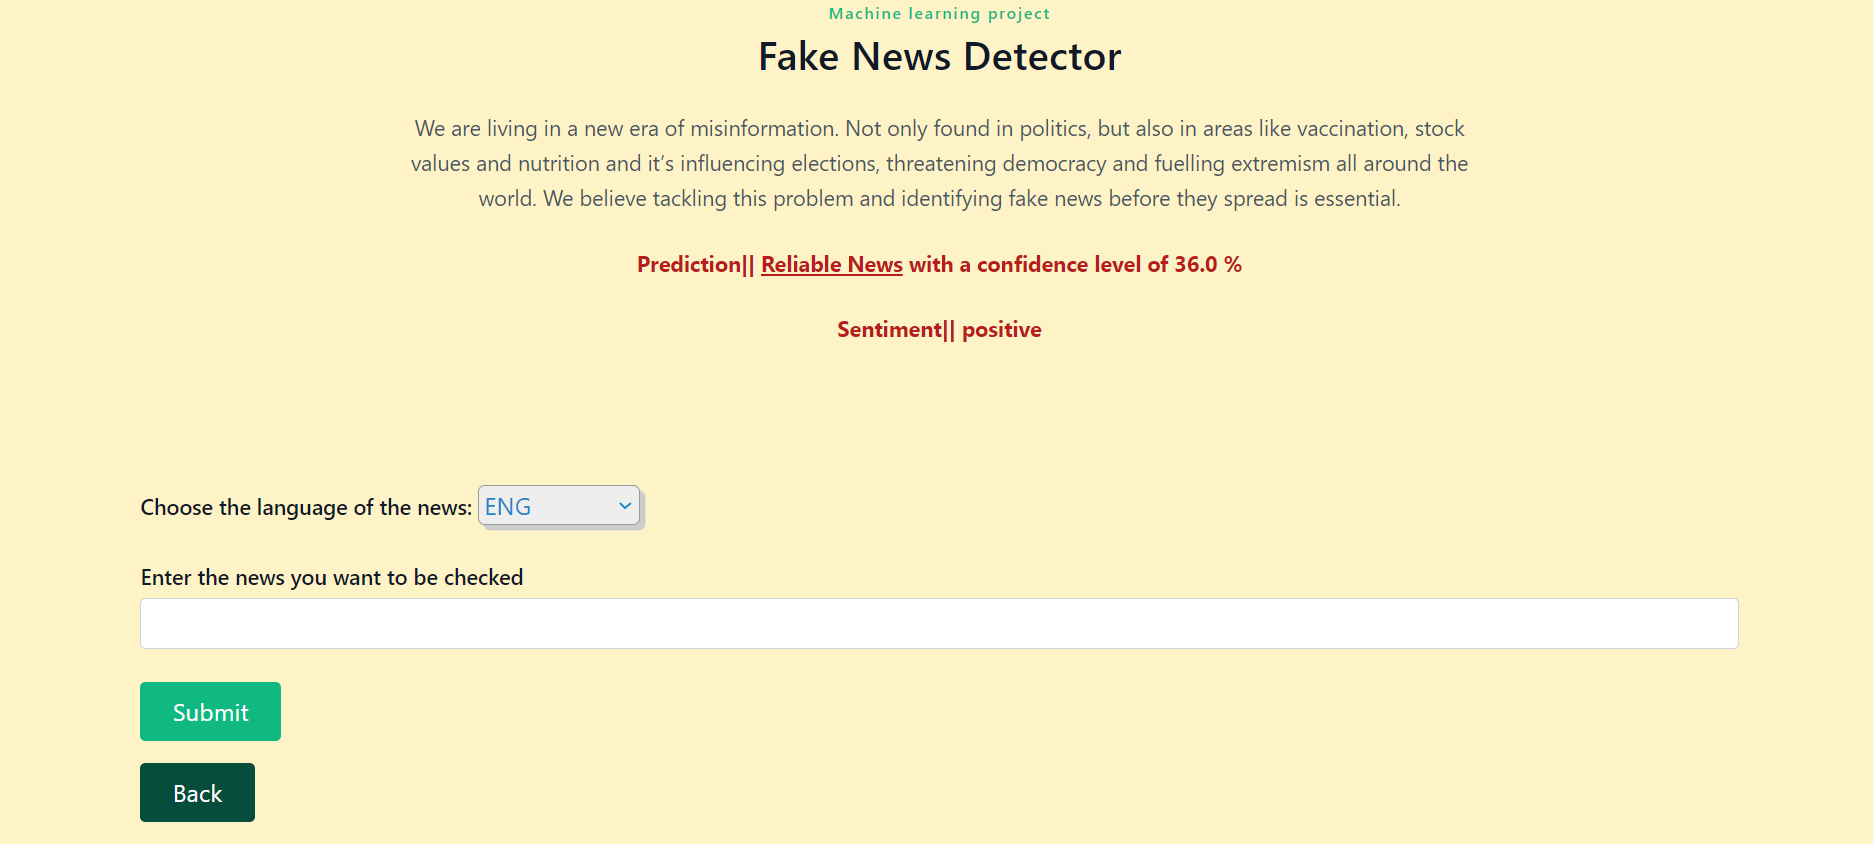 Machine learning project
Fake News Detector
We are living in a new era of misinformation. Not only found in politics, but also in areas like vaccination, stock
values and nutrition and it’s influencing elections, threatening democracy and fuelling extremism all around the
world. We believe tackling this problem and identifying fake news before they spread is essential.
Prediction|| Reliable News with a confidence level of 36.0 %
Sentiment|| positive
Choose the language of the news: ENG
Enter the news you want to be checked
Submit
Back